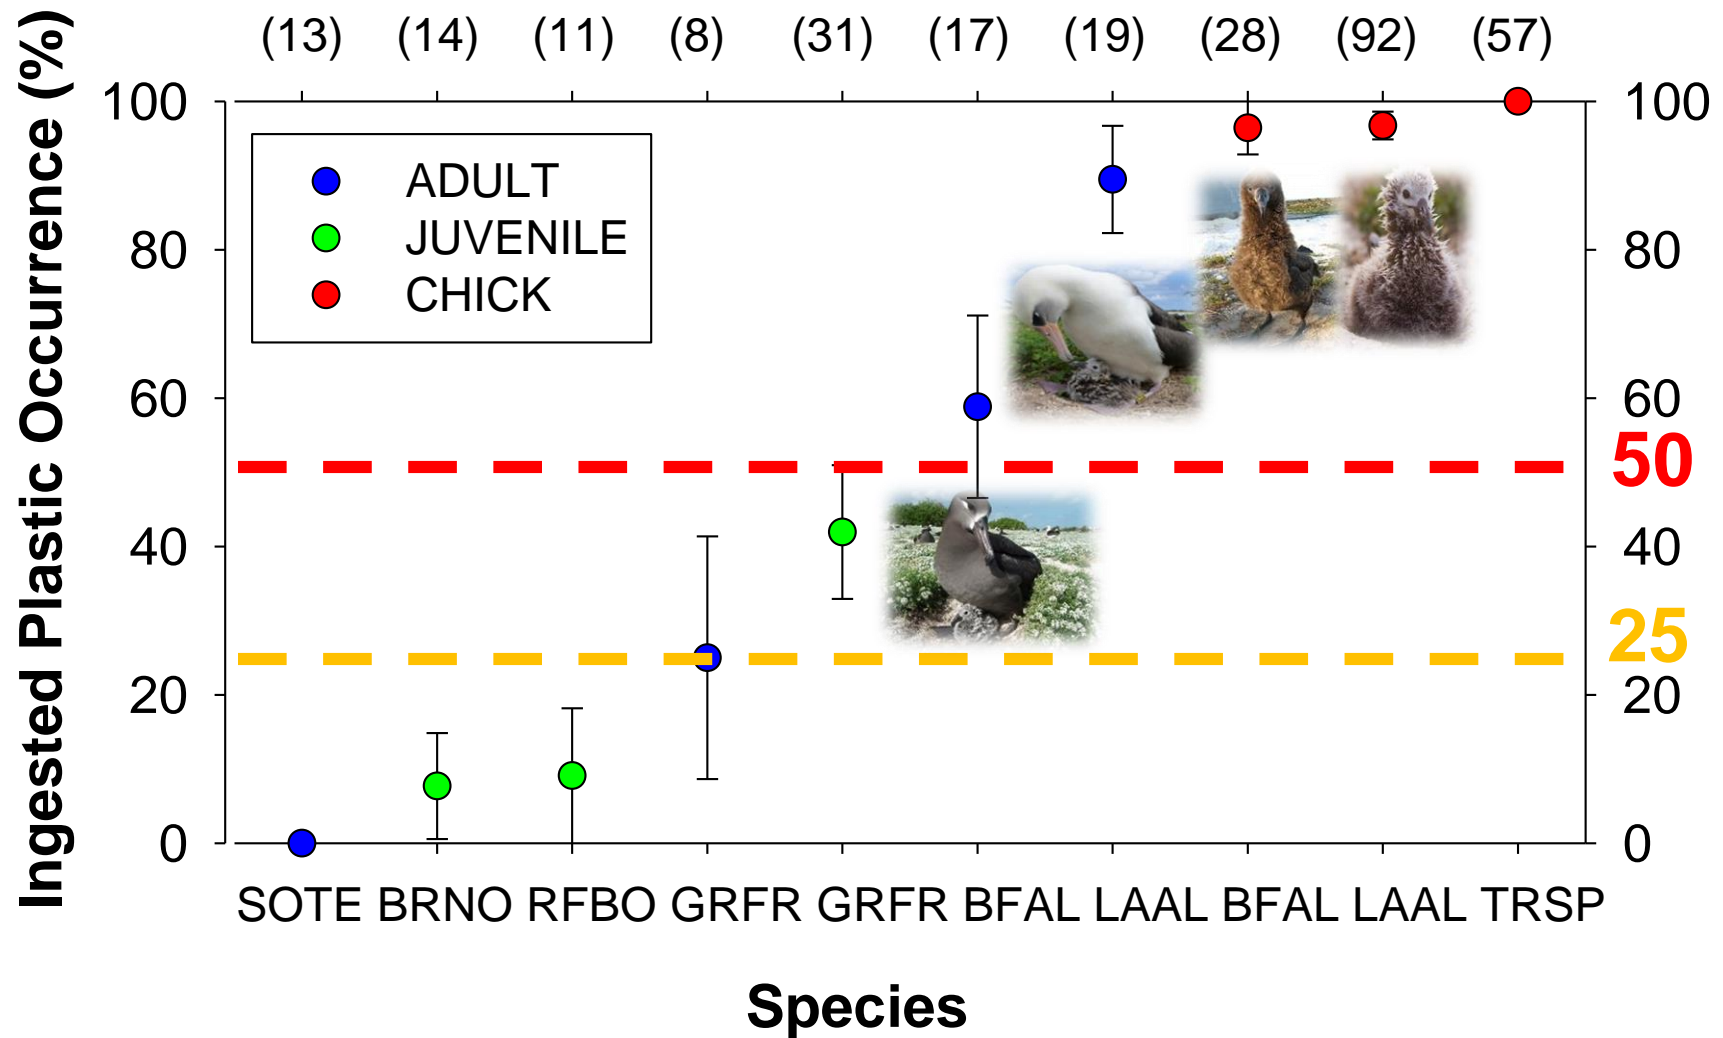 (13) (14) (11) (8) (31) (17) (19) (28) (92) (57)
Ingested Plastic Occurrence (%)
100 100
ADULT
JUVENILE
CHICK
80 80
60 60
50
40 40
25
20 20
0 0
SOTE BRNO RFBO GRFR GRFR BFAL LAAL BFAL LAAL TRSP
Species